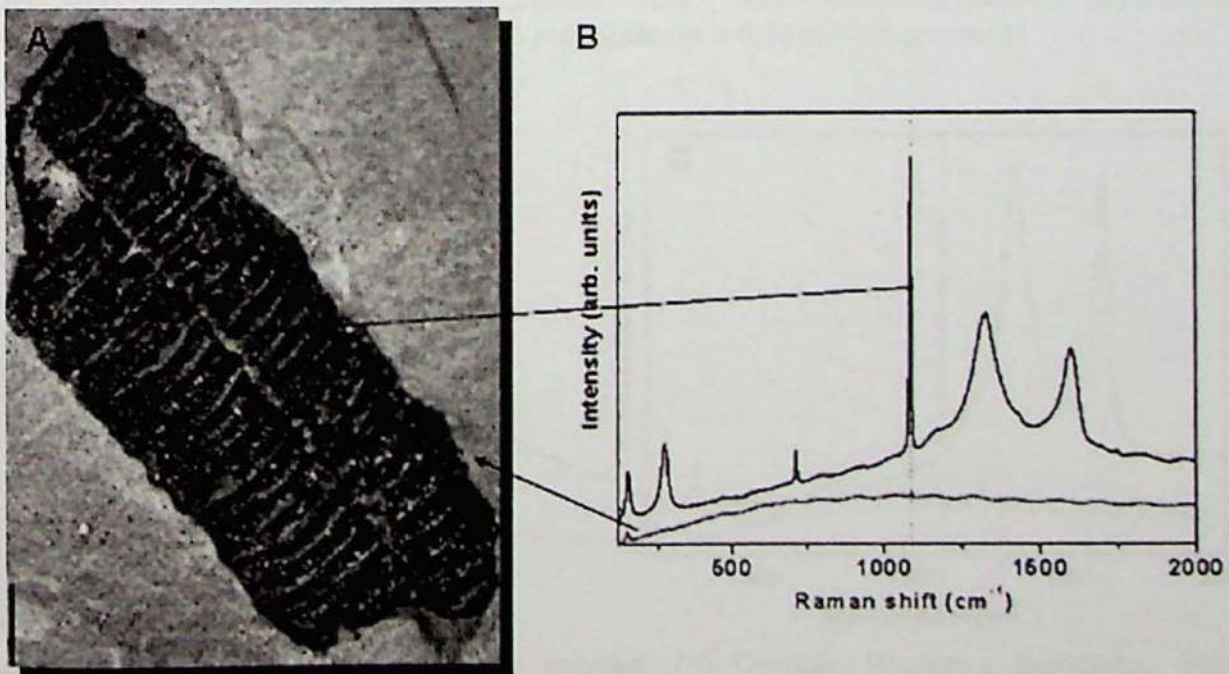 A
B
Intensity (arb. units)
500
1000
1500
2000
Raman shift (cm⁻¹)